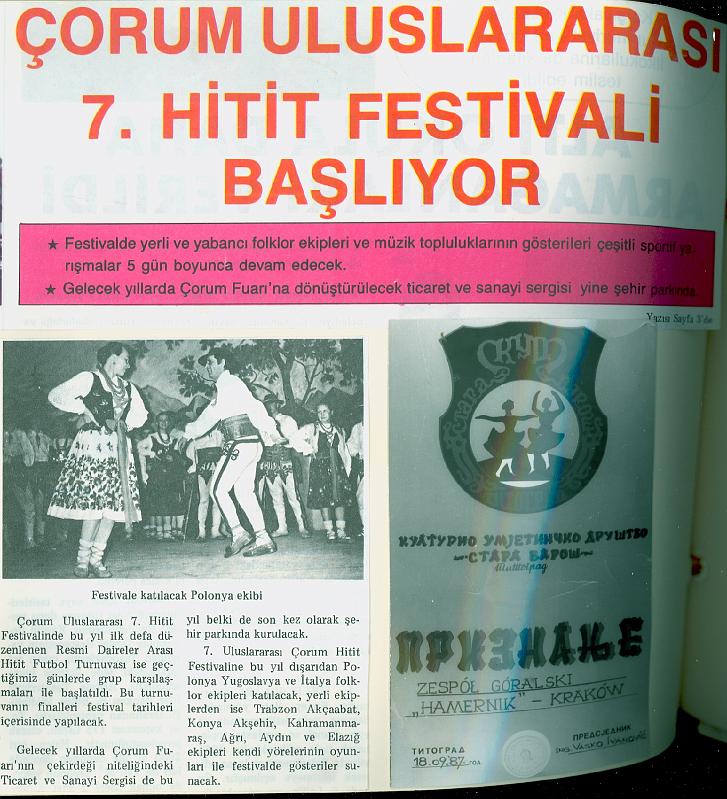 ÇORUM ULUSLARARASI
7. HİTİT FESTİVALİ
BAŞLIYOR
★ Festivalde yerli ve yabancı folklor ekipleri ve müzik topluluklarının gösterileri çeşitli sportif ya-
rışmalar 5 gün boyunca devam edecek.
★ Gelecek yıllarda Çorum Fuarı'na dönüştürülecek ticaret ve sanayi sergisi yine şehir parkında.
Yazısı Sayfa 3'de
Festivale katılacak Polonya ekibi
Çorum Uluslararası 7. Hitit
Festivalinde bu yıl ilk defa dü-
zenlenen Resmi Daireler Arası
Hitit Futbol Turnuvası ise geç-
tiğimiz günlerde grup karşılaş-
maları ile başlatıldı. Bu turnu-
vanın finalleri festival tarihleri
içerisinde yapılacak.
Gelecek yıllarda Çorum Fu-
arı'nın çekirdeği niteliğindeki
Ticaret ve Sanayi Sergisi de bu
yıl belki de son kez olarak şe-
hir parkında kurulacak.
7. Uluslararası Çorum Hitit
Festivaline bu yıl dışarıdan Po-
lonya Yugoslavya ve İtalya folk-
lor ekipleri katılacak, yerli ekip-
lerden ise Trabzon Akçaabat,
Konya Akşehir, Kahramanma-
raş, Ağrı, Aydın ve Elazığ
ekipleri kendi yörelerinin oyun-
ları ile festivalde gösteriler su-
nacak.
КУД
КУЛТУРНО УМЈЕТНИЧКО ДРУШТВО
СТАРА ВАРОШ
ПРИЗНАЊЕ
ZESPÓŁ GÓRALSKI
„HAMERNIK" - KRAKÓW
ТИТОГРАД
18.09.87. год
ПРЕДСЈЕДНИК
ING. VASKO IVANOVIĆ